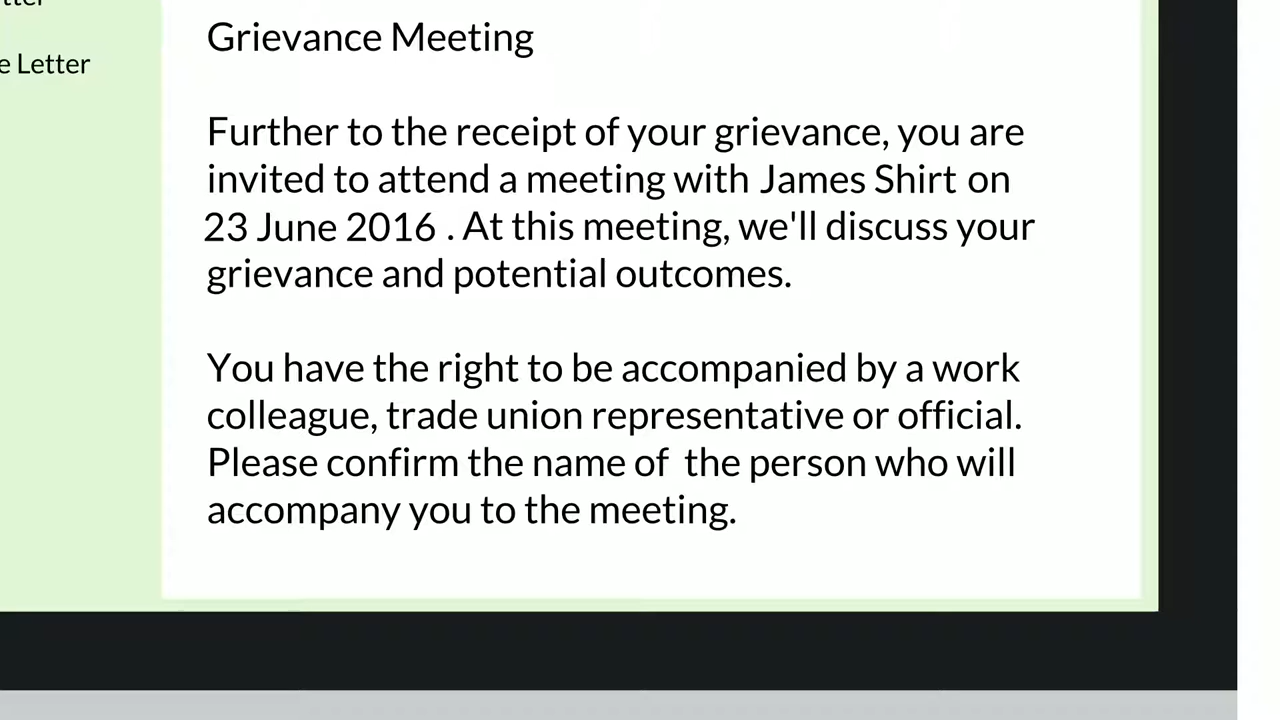 e Letter
Grievance Meeting
Further to the receipt of your grievance, you are
invited to attend a meeting with James Shirt on
23 June 2016 . At this meeting, we'll discuss your
grievance and potential outcomes.
You have the right to be accompanied by a work
colleague, trade union representative or official.
Please confirm the name of  the person who will
accompany you to the meeting.